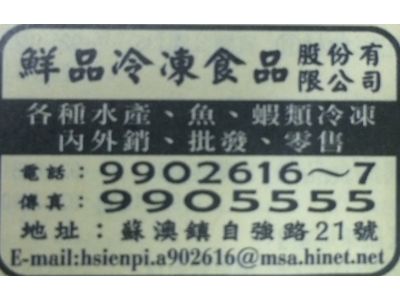 鮮品冷凍食品股份有限公司
各種水產、魚、蝦類冷凍
內外銷、批發、零售
電話：9902616～7
傳真：9905555
地址：蘇澳鎮自強路21號
E-mail:hsienpi.a902616@msa.hinet.net